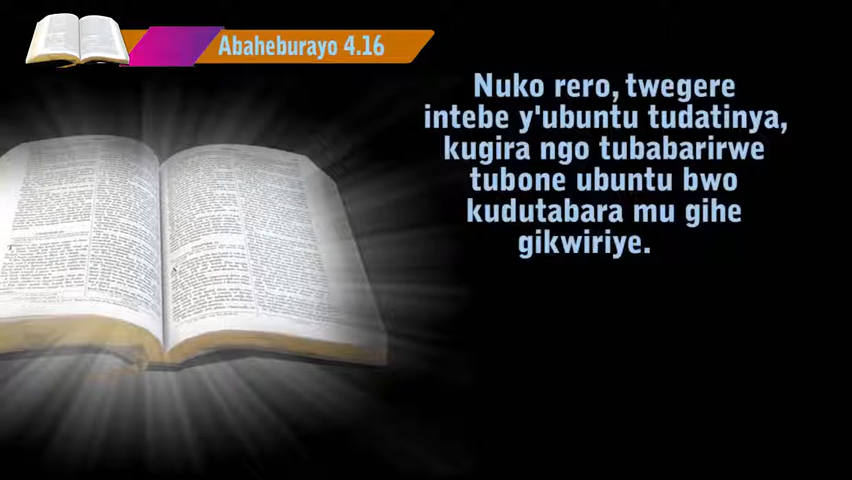 Abaheburayo 4.16
Nuko rero, twegere
intebe y'ubuntu tudatinya,
kugira ngo tubabarirwe
tubone ubuntu bwo
kudutabara mu gihe
gikwiriye.